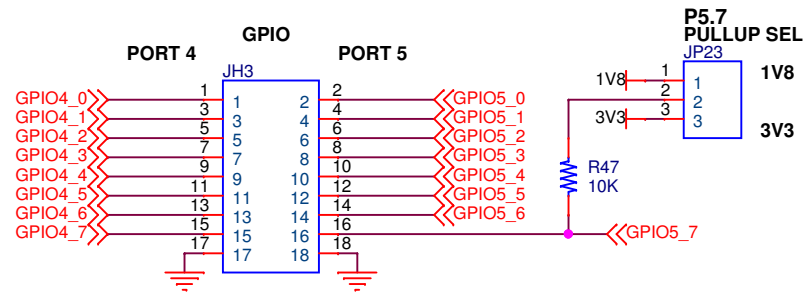 P5.7
PULLUP SEL
GPIO
PORT 4
PORT 5
JH3
JP23
1V8
1
1
1V8
2
2
3V3
3
3
3V3
GPIO4_0
1
1
2
2
GPIO5_0
GPIO4_1
3
3
4
4
GPIO5_1
GPIO4_2
5
5
6
6
GPIO5_2
GPIO4_3
7
7
8
8
GPIO5_3
GPIO4_4
9
9
10
10
GPIO5_4
GPIO4_5
11
11
12
12
GPIO5_5
GPIO4_6
13
13
14
14
GPIO5_6
GPIO4_7
15
15
16
16
GPIO5_7
17
17
18
18
R47
10K